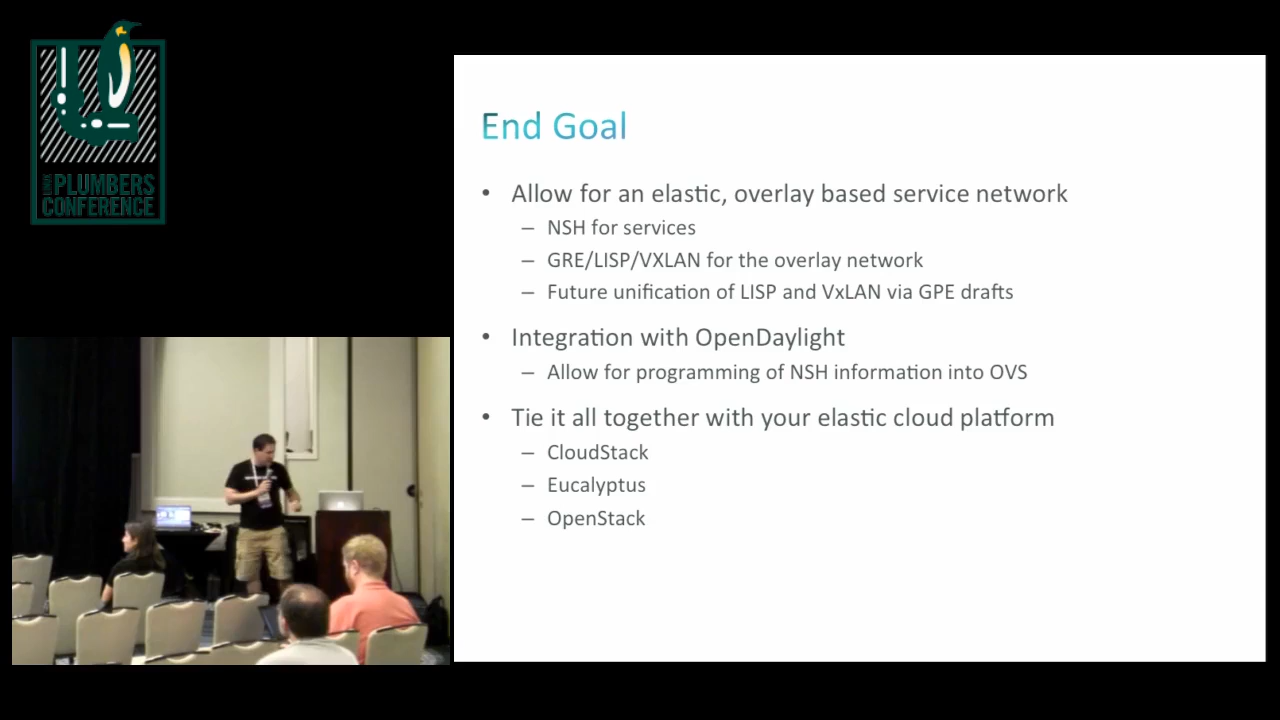 LINUX
PLUMBERS
CONFERENCE
End Goal
• Allow for an elastic, overlay based service network
– NSH for services
– GRE/LISP/VXLAN for the overlay network
– Future unification of LISP and VxLAN via GPE drafts
• Integration with OpenDaylight
– Allow for programming of NSH information into OVS
• Tie it all together with your elastic cloud platform
– CloudStack
– Eucalyptus
– OpenStack